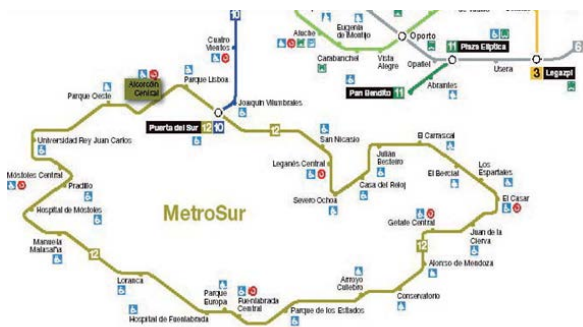 10
Cuatro
Vientos
Aluche
Eugenia
de Montijo
Carabanchel
Vista
Alegre
Oporto
Opañel
11
Plaza Elíptica
Usera
6
3
Legazpi
Abrantes
Pan Bendito
11
Alcorcón
Central
Parque Lisboa
Parque Oeste
Joaquín Vilumbrales
Puerta del Sur
12
10
12
San Nicasio
Leganés Central
Severo Ochoa
Casa del Reloj
Julián
Besteiro
El Carrascal
El Bercial
Los
Espartales
El Casar
Getafe Central
Juan de la
Cierva
12
Alonso de Mendoza
Conservatorio
Arroyo
Culebro
Parque de los Estados
Fuenlabrada
Central
Parque
Europa
Hospital de Fuenlabrada
Loranca
12
Manuela
Malasaña
Hospital de Móstoles
Pradillo
Móstoles Central
Universidad Rey Juan Carlos
MetroSur